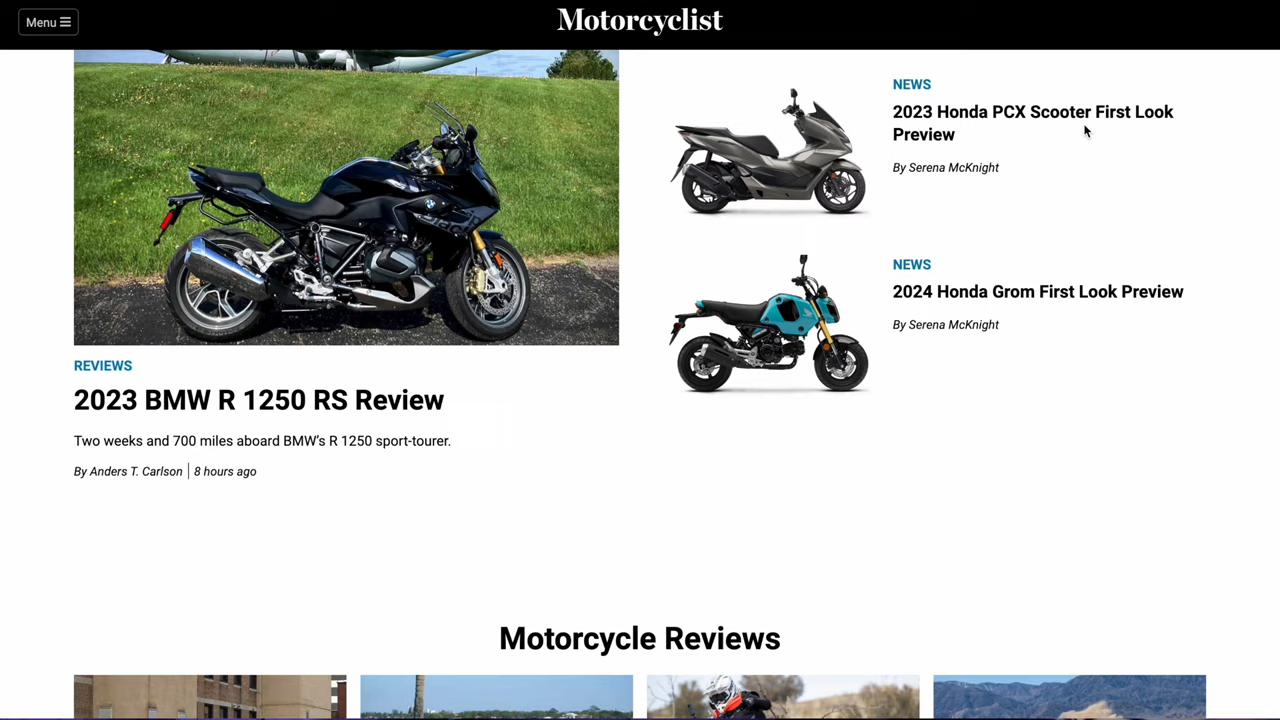 Menu
Motorcyclist
NEWS
2023 Honda PCX Scooter First Look
Preview
By Serena McKnight
NEWS
2024 Honda Grom First Look Preview
By Serena McKnight
REVIEWS
2023 BMW R 1250 RS Review
Two weeks and 700 miles aboard BMW’s R 1250 sport-tourer.
By Anders T. Carlson | 8 hours ago
Motorcycle Reviews